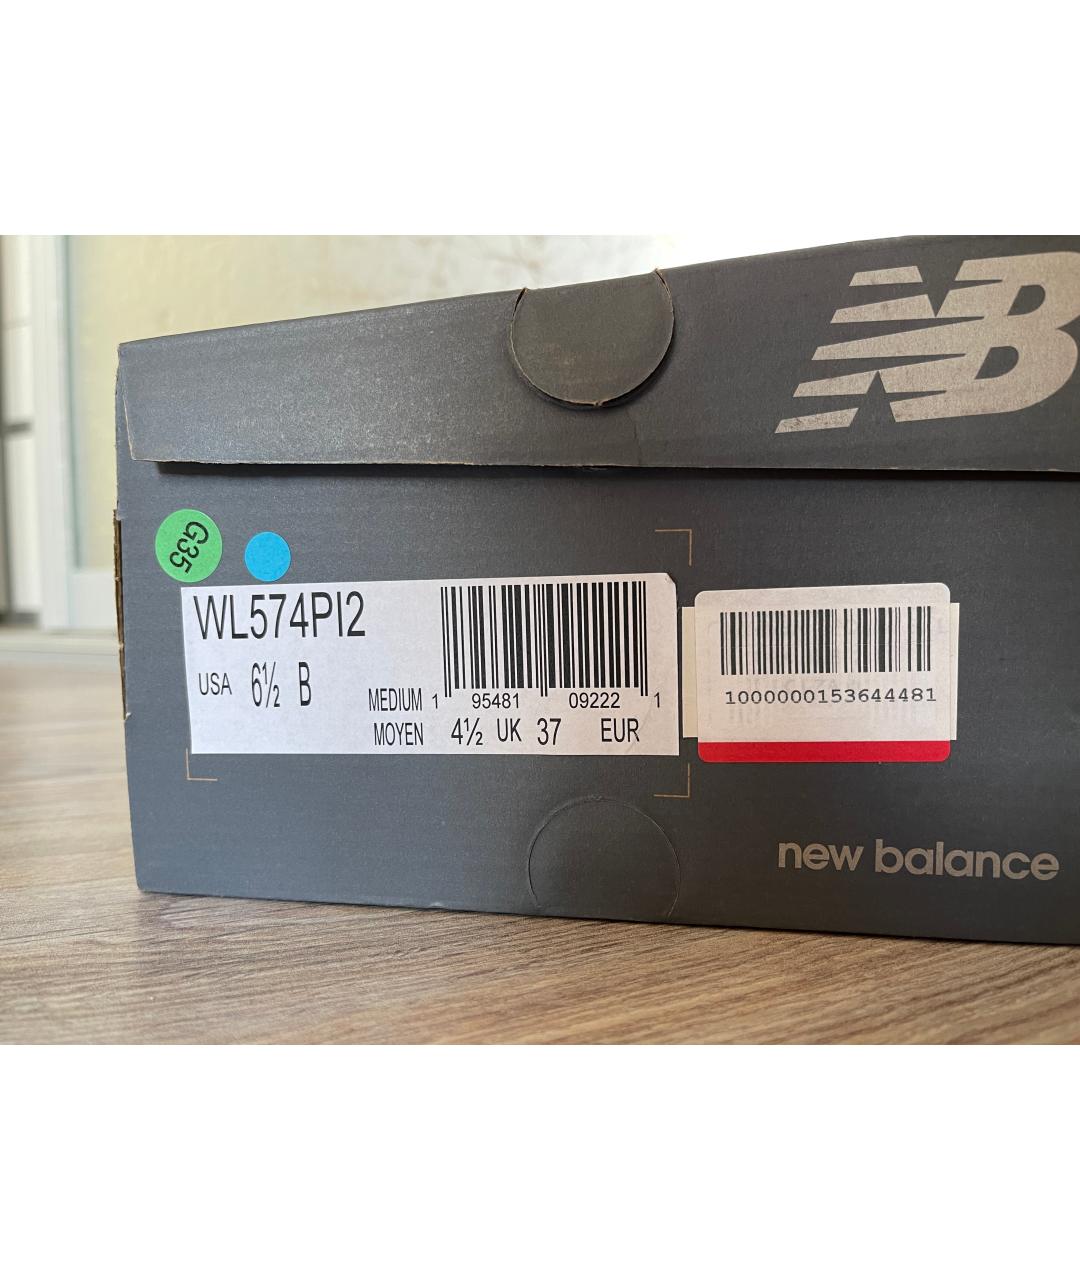 NB
G35
WL574PI2
USA 6½ B
MEDIUM 1 95481 09222 1
MOYEN 4½ UK 37 EUR
1000000153644481
new balance